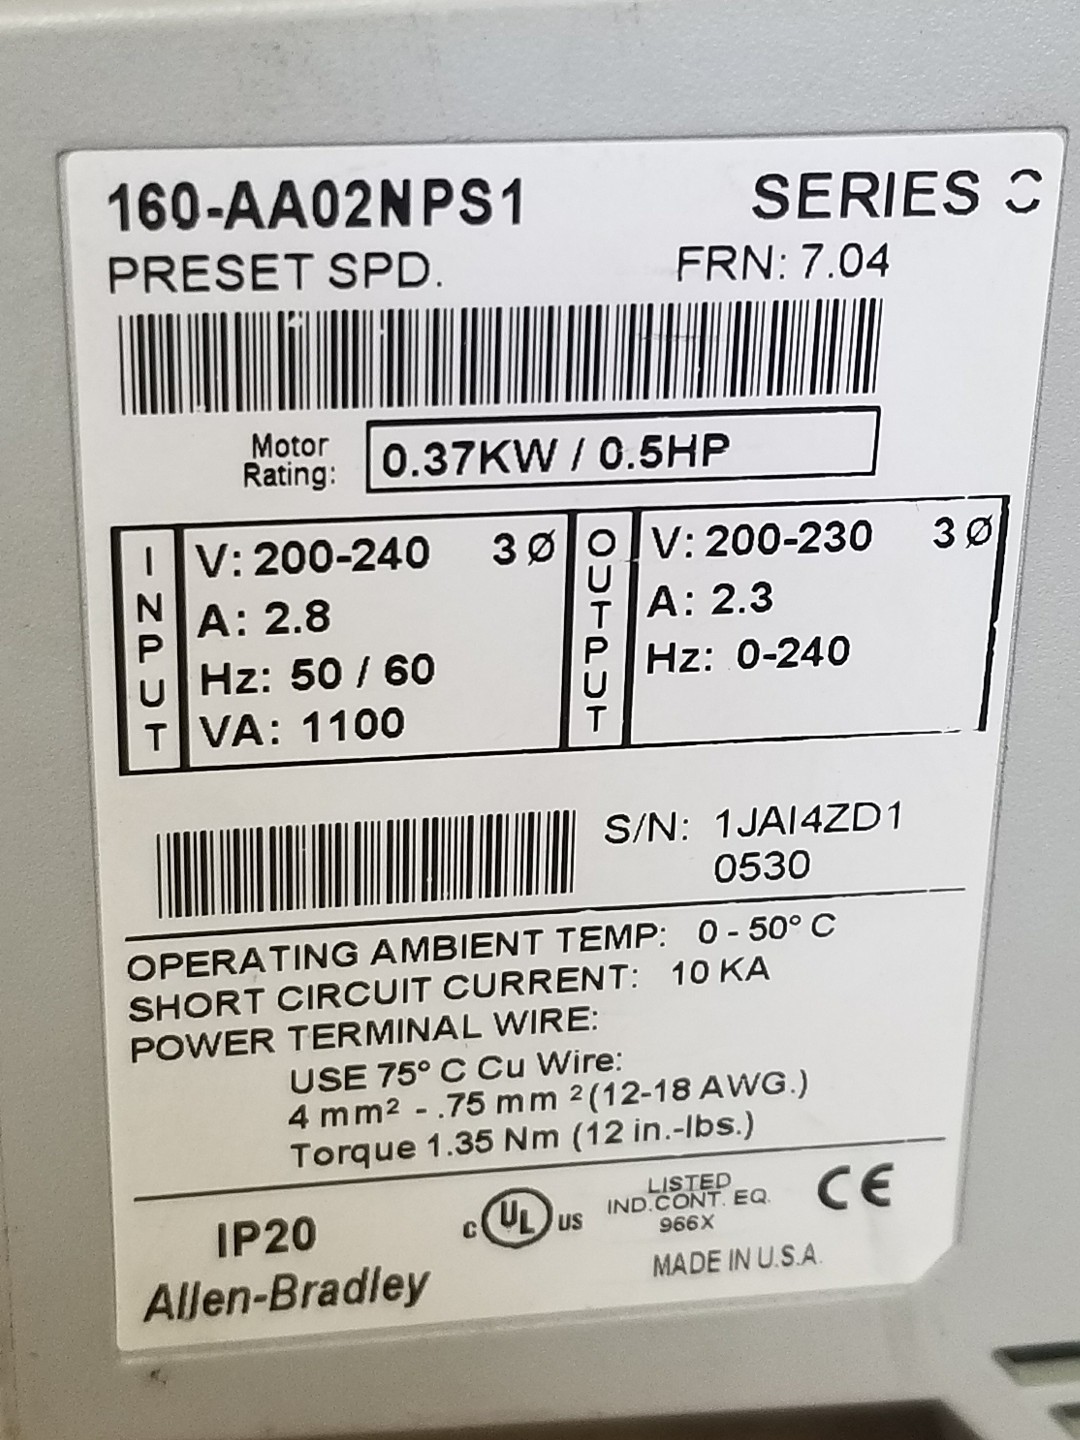 160-AA02NPS1
SERIES C
PRESET SPD.
FRN: 7.04
Motor
Rating:
0.37KW / 0.5HP
INPUT
V: 200-240 3Ø
A: 2.8
Hz: 50 / 60
VA: 1100
OUTPUT
V: 200-230 3Ø
A: 2.3
Hz: 0-240
S/N: 1JAI4ZD1
0530
OPERATING AMBIENT TEMP: 0 - 50° C
SHORT CIRCUIT CURRENT: 10 KA
POWER TERMINAL WIRE:
USE 75° C Cu Wire:
4 mm² - .75 mm ² (12-18 AWG.)
Torque 1.35 Nm (12 in.-lbs.)
IP20
Allen-Bradley
c UL US
LISTED
IND.CONT. EQ.
966X
CE
MADE IN U.S.A.